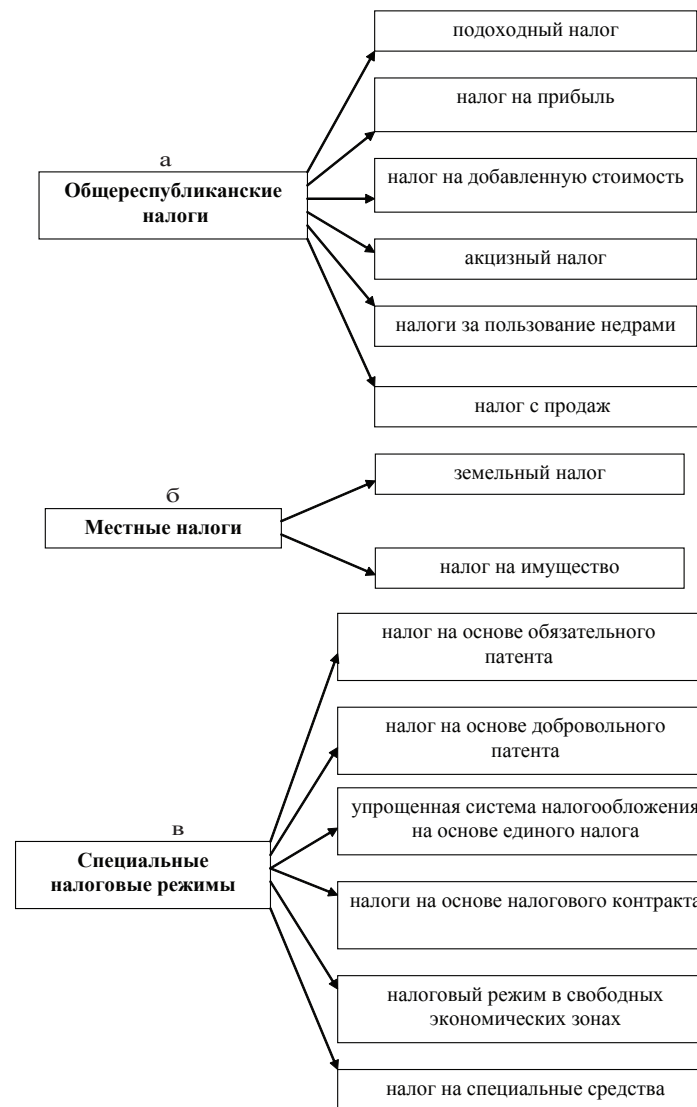 подоходный налог
налог на прибыль
а
Общереспубликанские
налоги
налог на добавленную стоимость
акцизный налог
налоги за пользование недрами
налог с продаж
земельный налог
б
Местные налоги
налог на имущество
налог на основе обязательного
патента
налог на основе добровольного
патента
упрощенная система налогообложения
на основе единого налога
в
Специальные
налоговые режимы
налоги на основе налогового контракта
налоговый режим в свободных
экономических зонах
налог на специальные средства